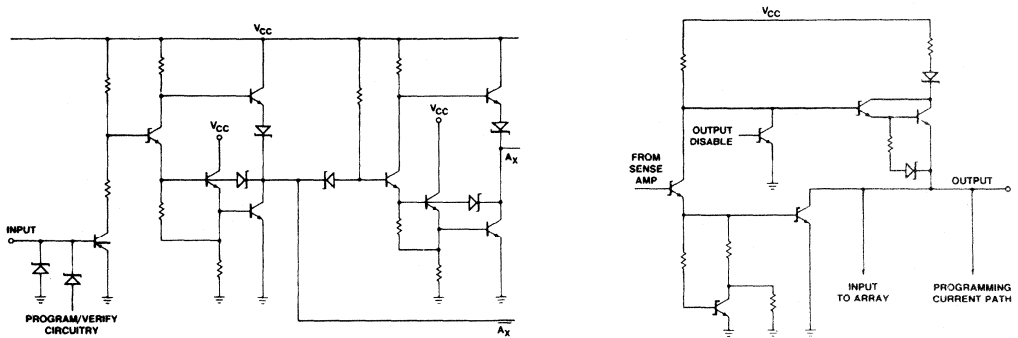 VCC
VCC
VCC
AX
INPUT
PROGRAM/VERIFY
CIRCUITRY
AX
VCC
OUTPUT
DISABLE
FROM
SENSE
AMP
OUTPUT
INPUT
TO ARRAY
PROGRAMMING
CURRENT PATH